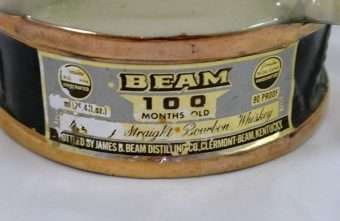 BEAM
100
MONTHS OLD
90 PROOF
Straight Bourbon Whiskey
BOTTLED BY JAMES B. BEAM DISTILLING CO. CLERMONT-BEAM, KENTUCKY